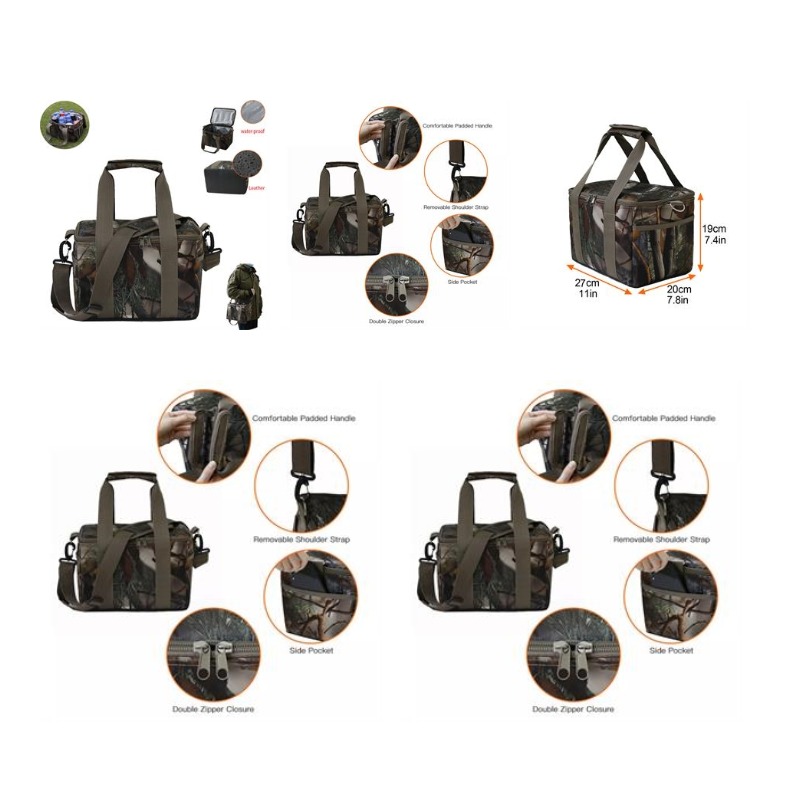 water proof
Leather
Comfortable Padded Handle
Removable Shoulder Strap
Side Pocket
Double Zipper Closure
19cm
7.4in
27cm
11in
20cm
7.8in
Comfortable Padded Handle
Removable Shoulder Strap
Side Pocket
Double Zipper Closure
Comfortable Padded Handle
Removable Shoulder Strap
Side Pocket
Double Zipper Closure